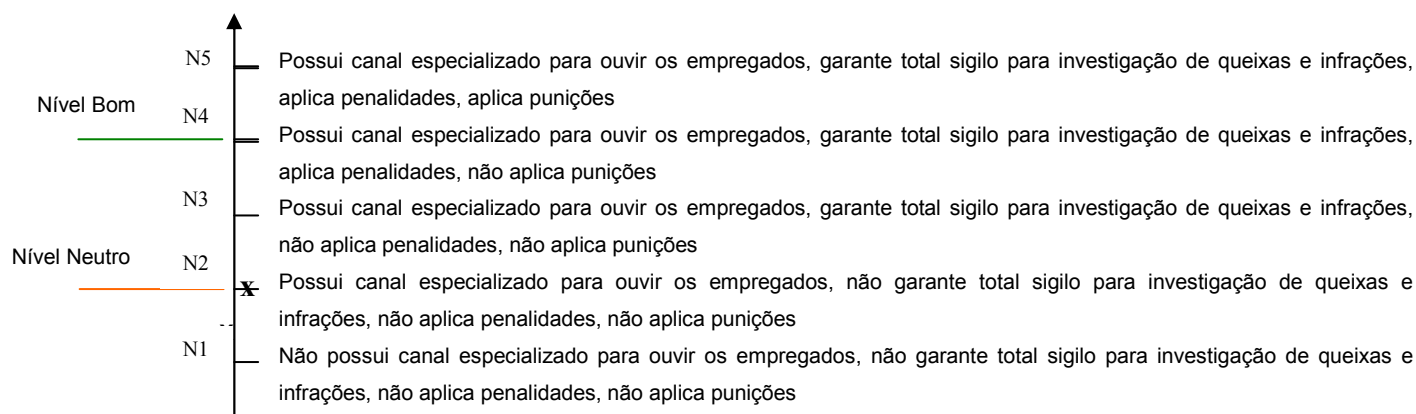 N5 Possui canal especializado para ouvir os empregados, garante total sigilo para investigação de queixas e infrações,
aplica penalidades, aplica punições
Nível Bom
N4
Possui canal especializado para ouvir os empregados, garante total sigilo para investigação de queixas e infrações,
aplica penalidades, não aplica punições
N3
Possui canal especializado para ouvir os empregados, garante total sigilo para investigação de queixas e infrações,
não aplica penalidades, não aplica punições
Nível Neutro
N2
x Possui canal especializado para ouvir os empregados, não garante total sigilo para investigação de queixas e
infrações, não aplica penalidades, não aplica punições
N1
Não possui canal especializado para ouvir os empregados, não garante total sigilo para investigação de queixas e
infrações, não aplica penalidades, não aplica punições